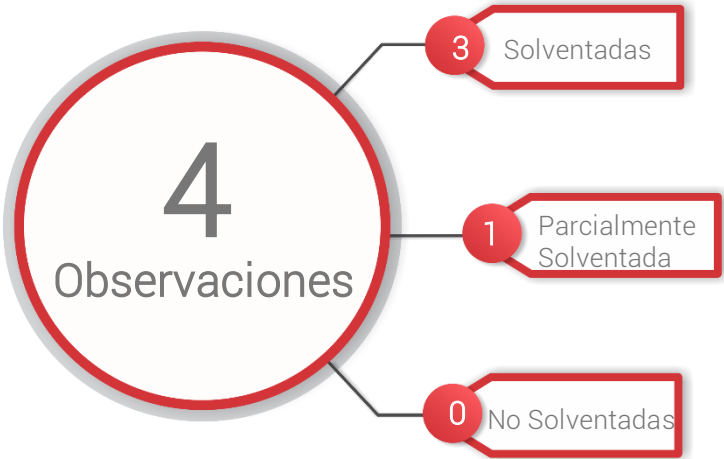 4
Observaciones
3
Solventadas
1
Parcialmente
Solventada
0
No Solventadas